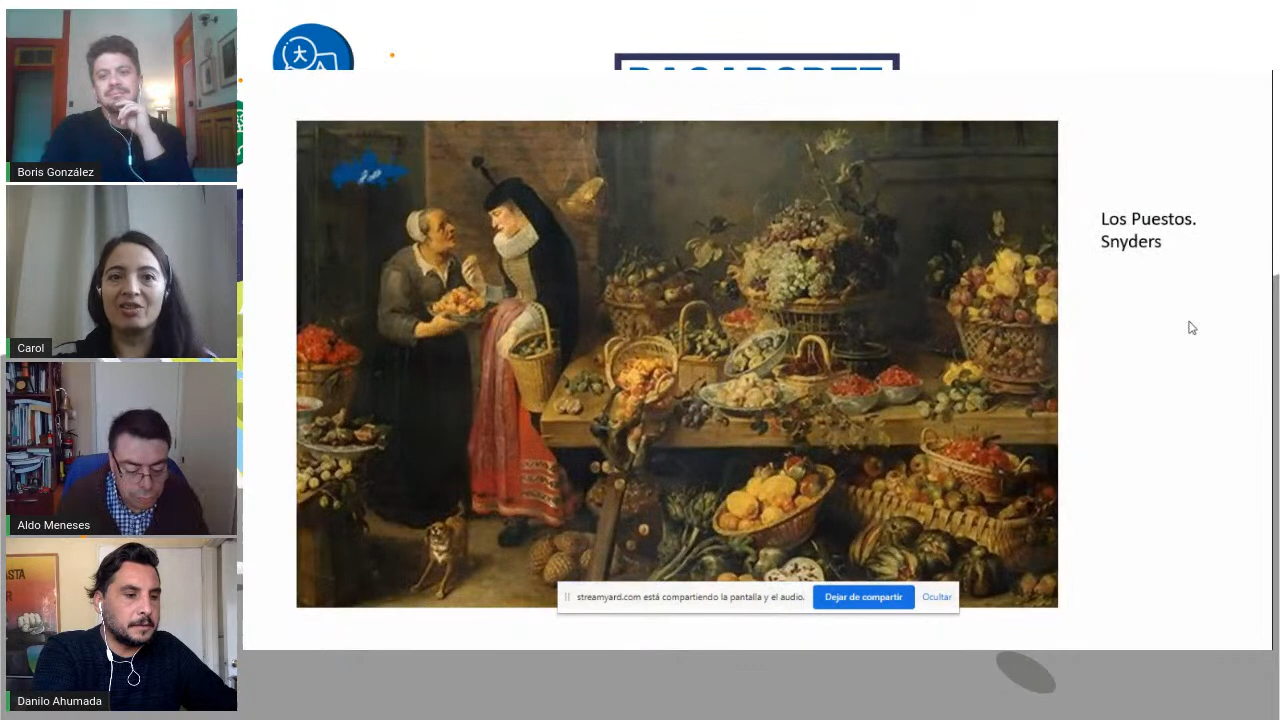 Boris González
Carol
Aldo Meneses
Danilo Ahumada
PASAPORTE
Los Puestos.
Snyders
streamyard.com está compartiendo la pantalla y el audio.
Dejar de compartir
Ocultar